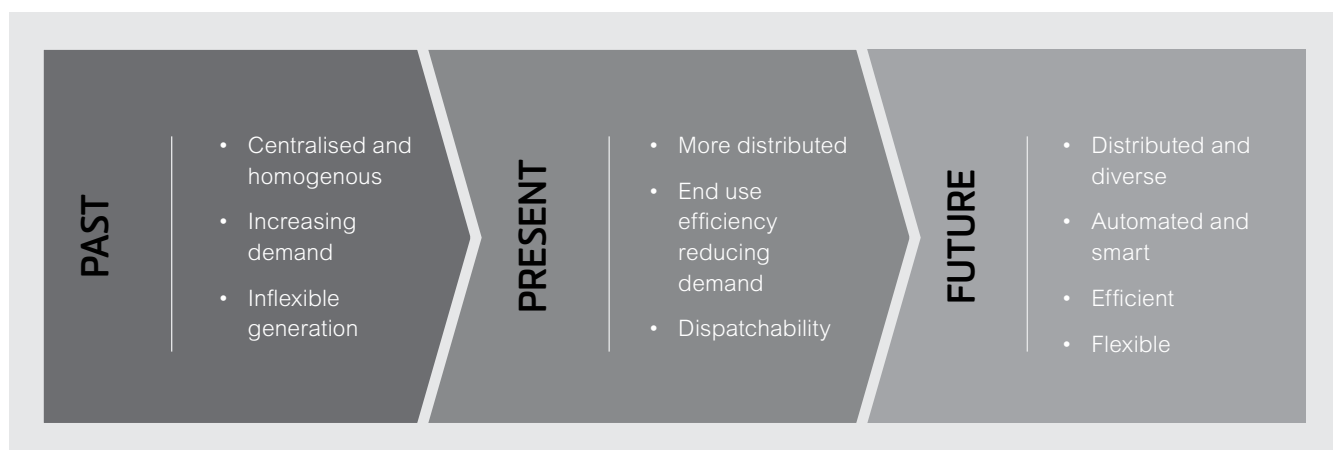 PAST
• Centralised and
homogenous
• Increasing
demand
• Inflexible
generation
PRESENT
• More distributed
• End use
efficiency
reducing
demand
• Dispatchability
FUTURE
• Distributed and
diverse
• Automated and
smart
• Efficient
• Flexible